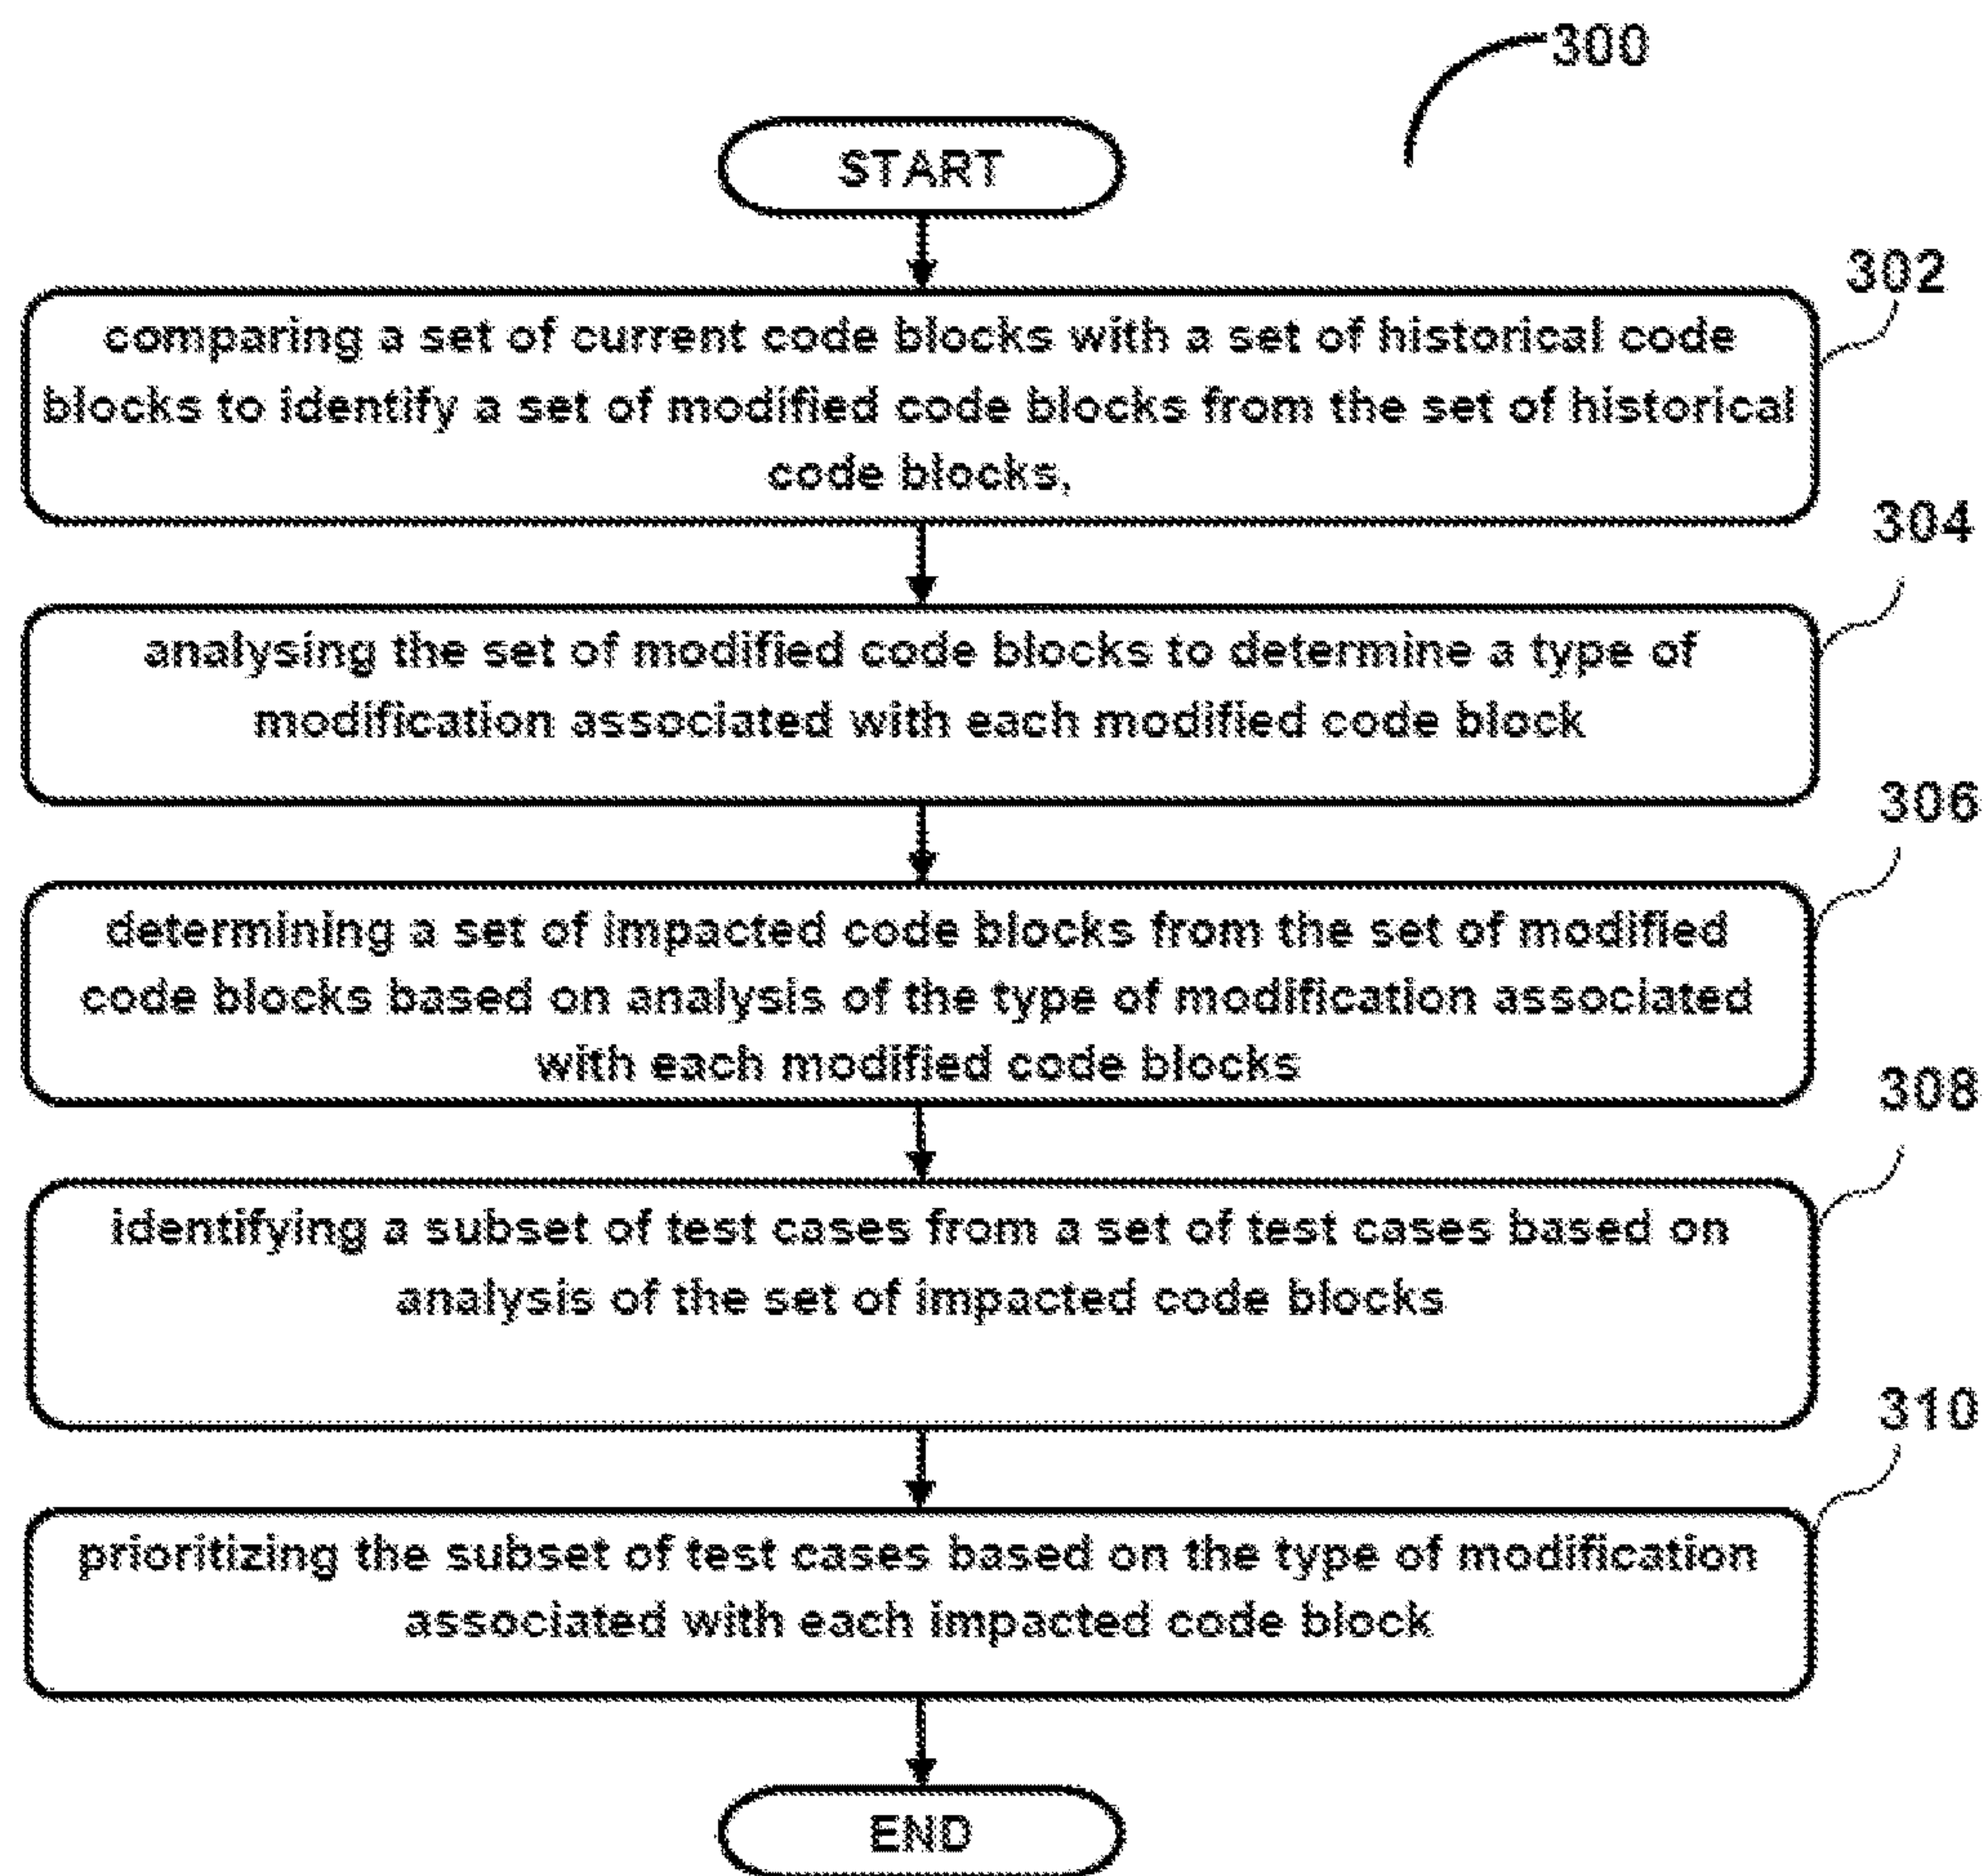 300
START
302
comparing a set of current code blocks with a set of historical code
blocks to identify a set of modified code blocks from the set of historical
code blocks,
304
analysing the set of modified code blocks to determine a type of
modification associated with each modified code block
306
determining a set of impacted code blocks from the set of modified
code blocks based on analysis of the type of modification associated
with each modified code blocks
308
identifying a subset of test cases from a set of test cases based on
analysis of the set of impacted code blocks
310
prioritizing the subset of test cases based on the type of modification
associated with each impacted code block
END